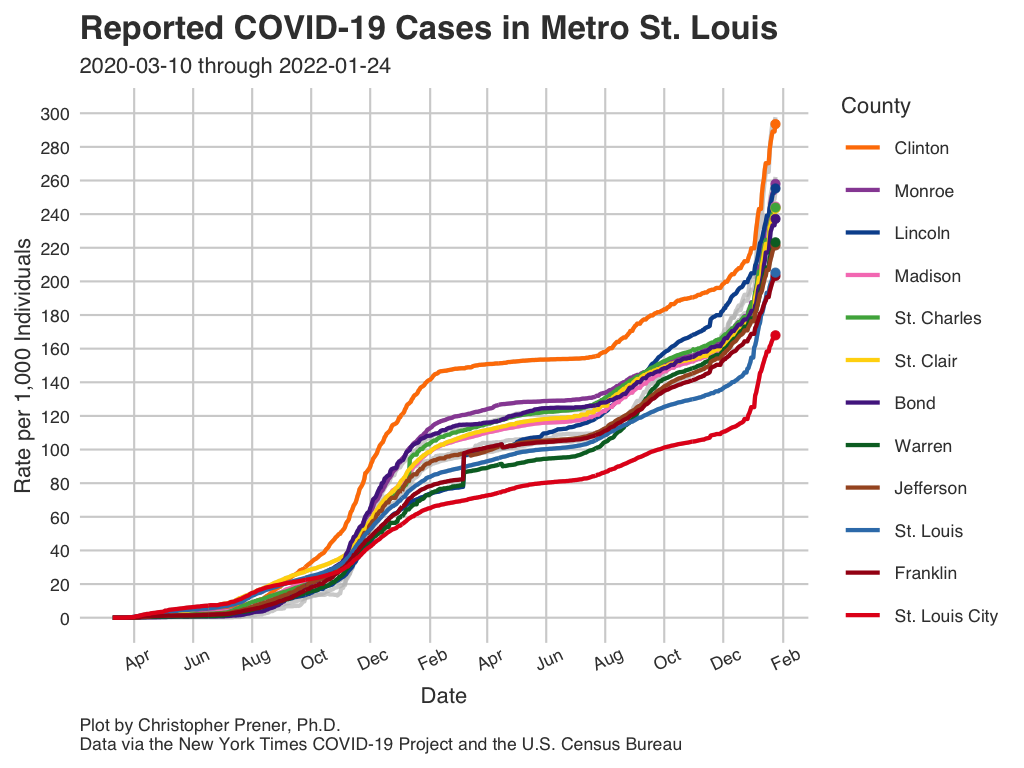 Reported COVID-19 Cases in Metro St. Louis
2020-03-10 through 2022-01-24
Rate per 1,000 Individuals
300
280
260
240
220
200
180
160
140
120
100
80
60
40
20
0
Apr Jun Aug Oct Dec Feb Apr Jun Aug Oct Dec Feb
Date
County
Clinton
Monroe
Lincoln
Madison
St. Charles
St. Clair
Bond
Warren
Jefferson
St. Louis
Franklin
St. Louis City
Plot by Christopher Prener, Ph.D.
Data via the New York Times COVID-19 Project and the U.S. Census Bureau